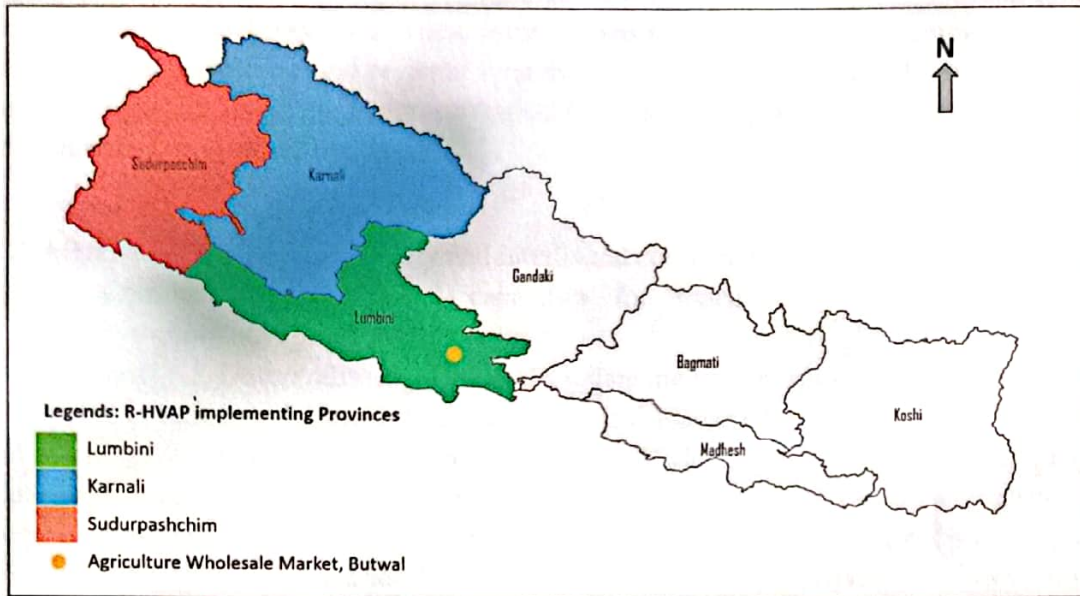 N
Sudurpaschim
Karnali
Gandaki
Lumbini
Bagmati
Koshi
Madhesh
Legends: R-HVAP implementing Provinces
Lumbini
Karnali
Sudurpashchim
Agriculture Wholesale Market, Butwal